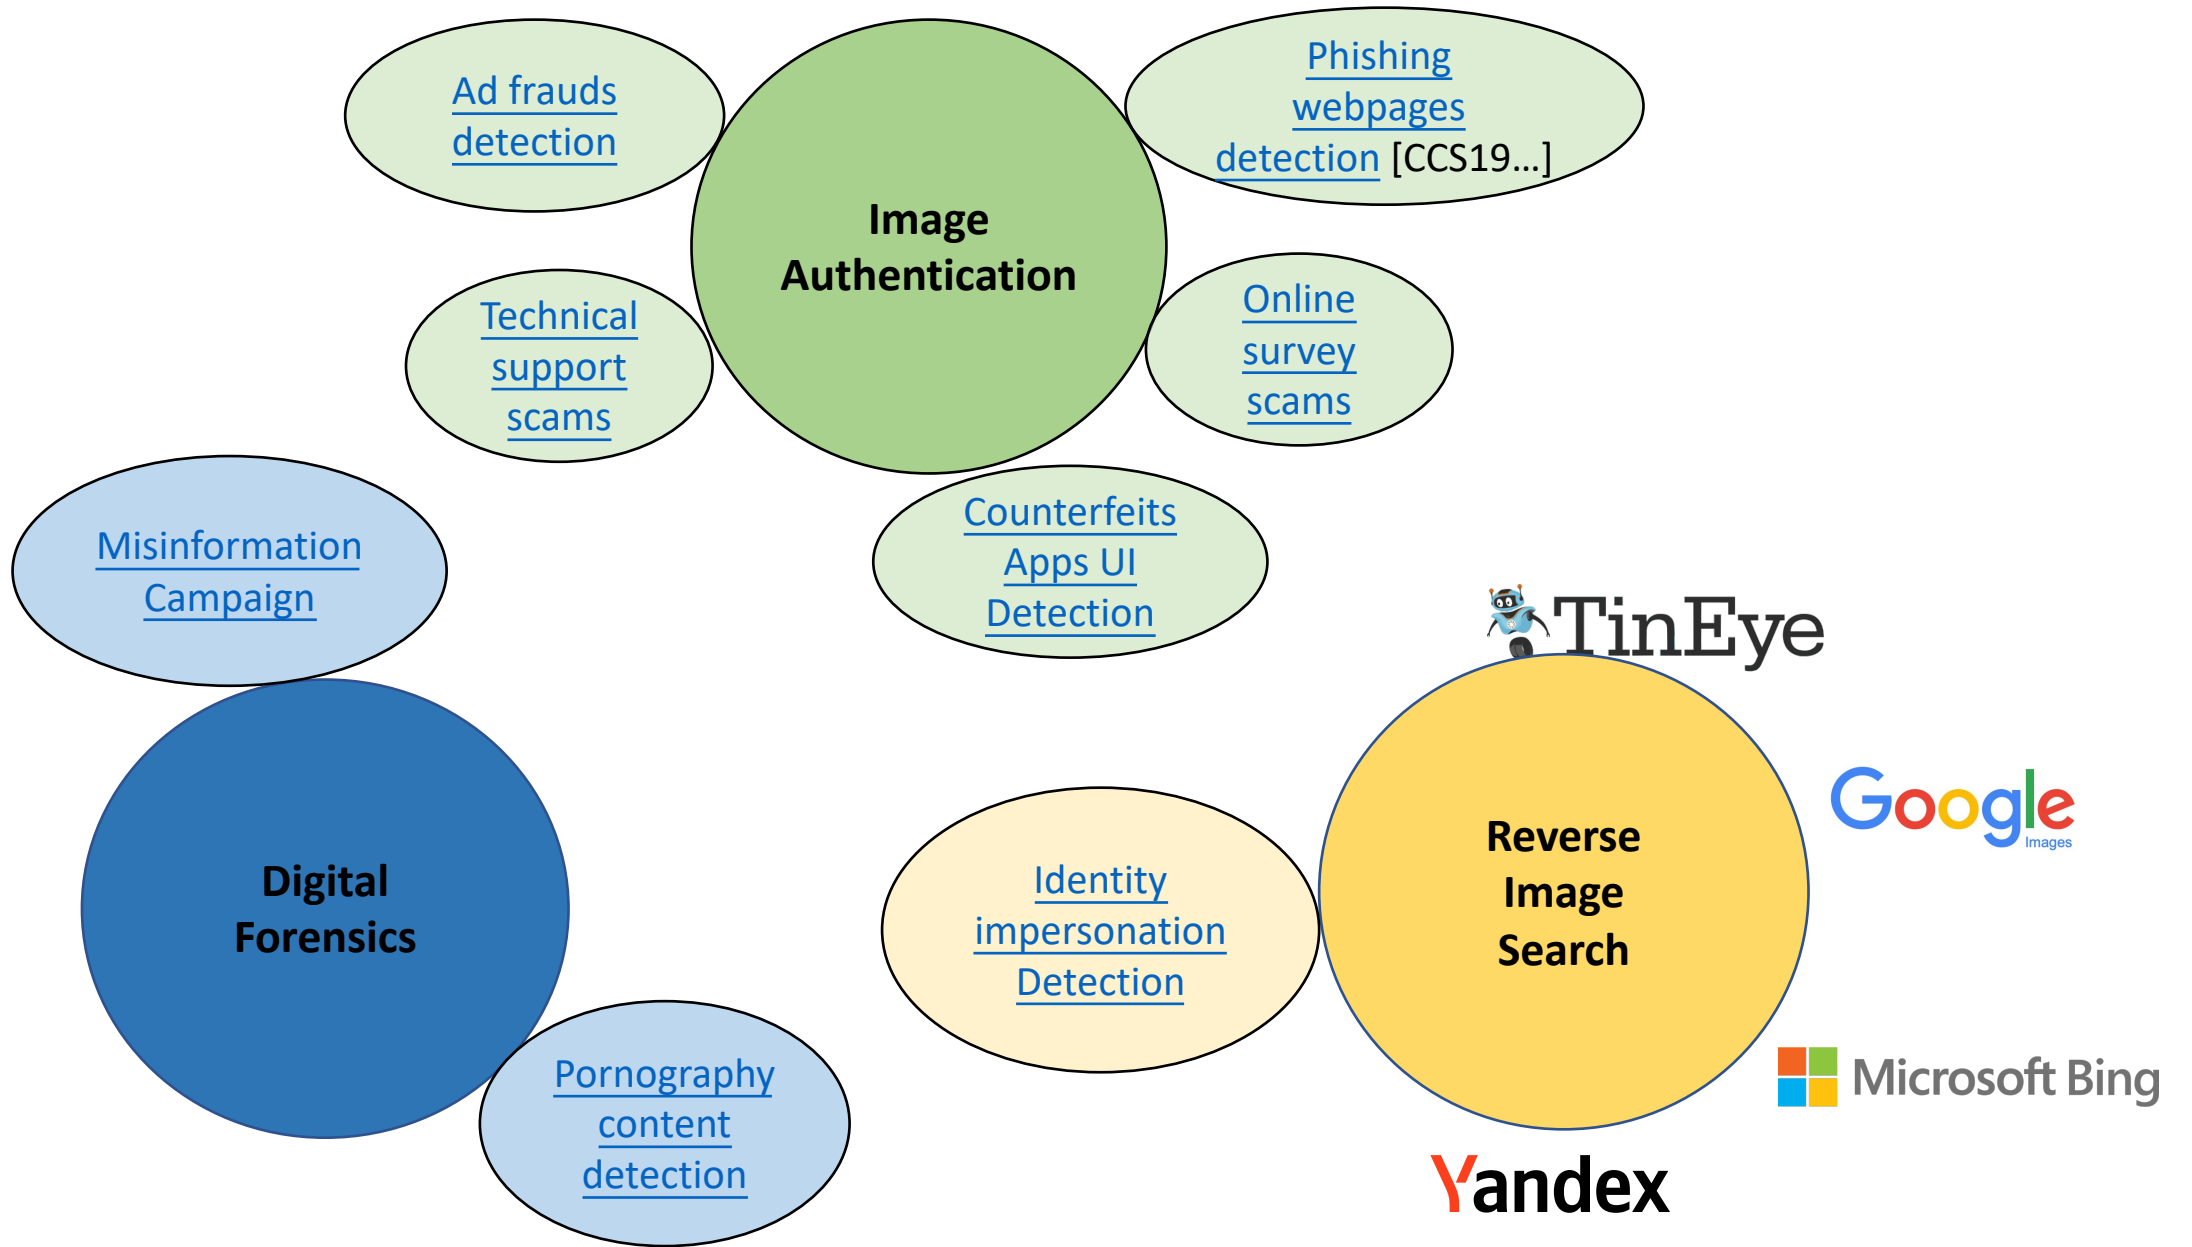 Ad frauds
detection
Phishing
webpages
detection [CCS19...]
Image
Authentication
Technical
support
scams
Online
survey
scams
Counterfeits
Apps UI
Detection
Misinformation
Campaign
TinEye
Google
Images
Reverse
Image
Search
Digital
Forensics
Identity
impersonation
Detection
Pornography
content
detection
Microsoft Bing
Yandex